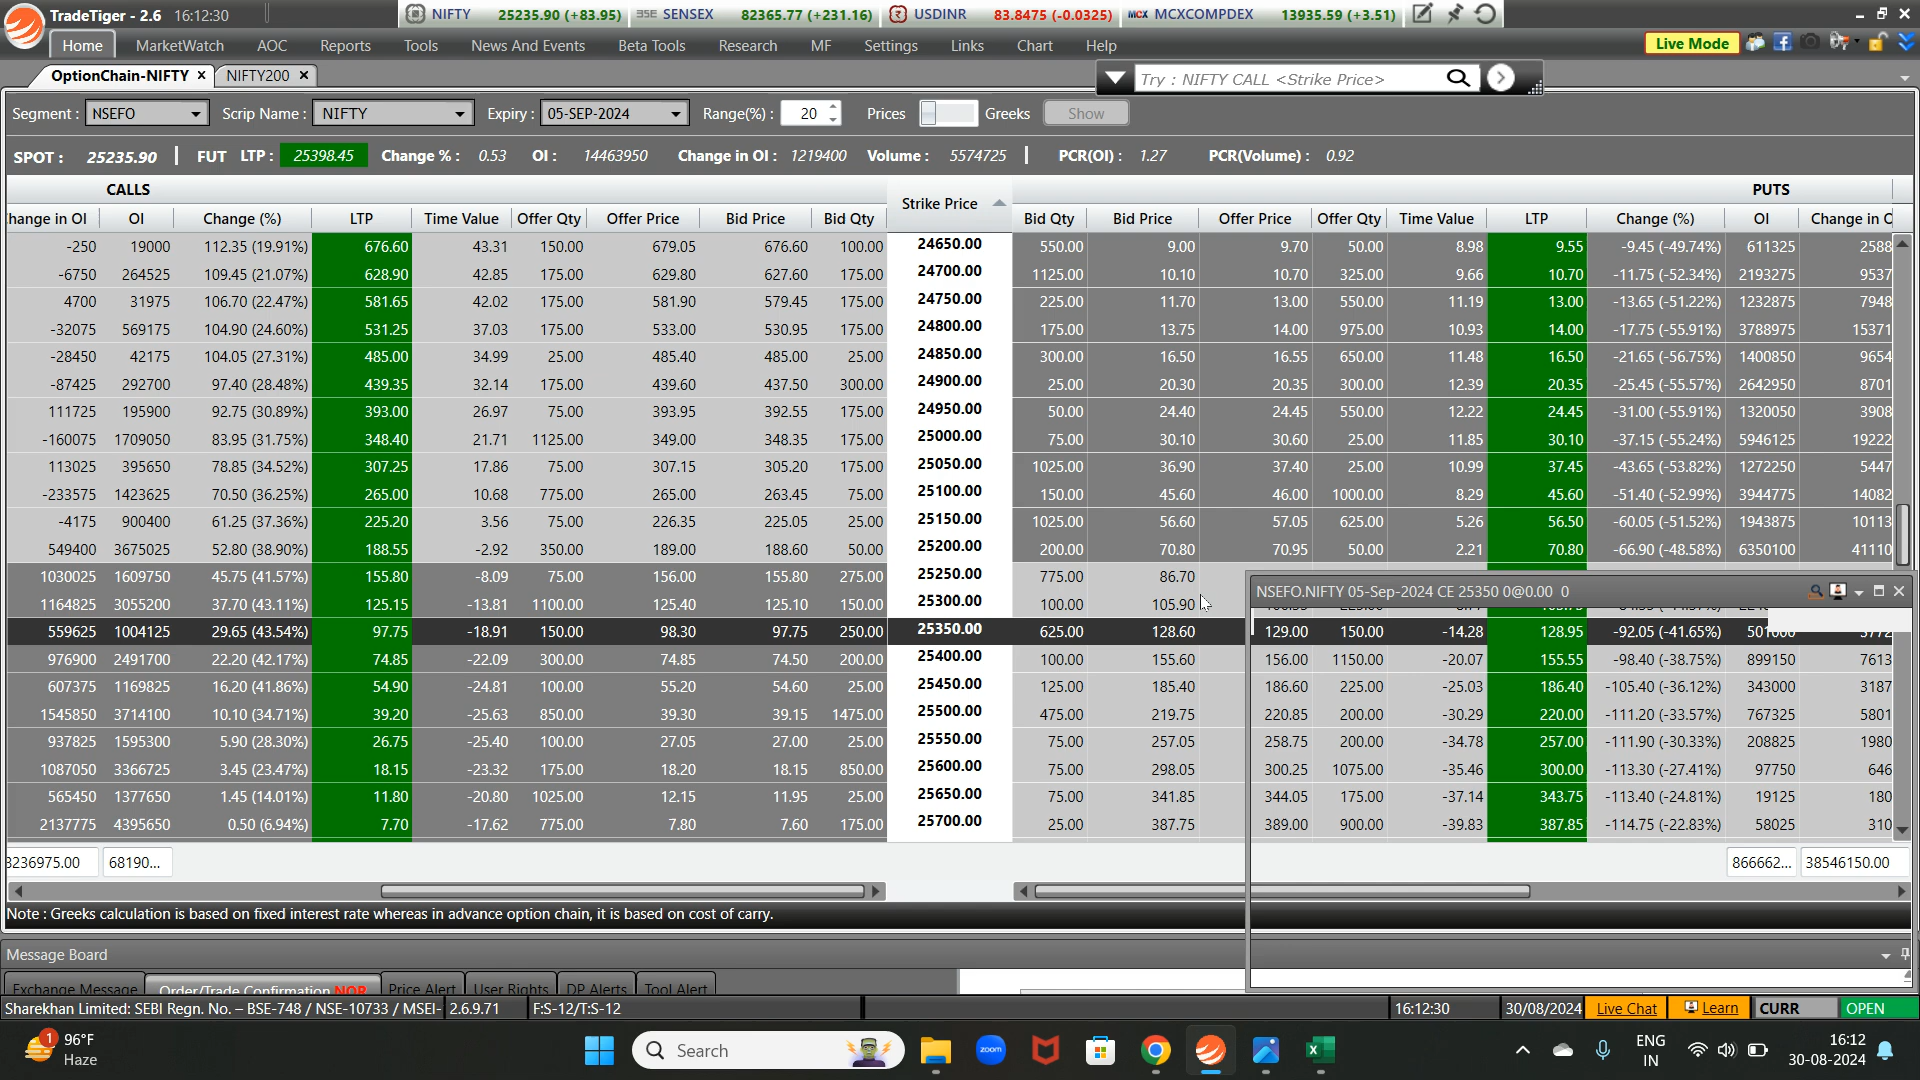 TradeTiger - 2.6 16:12:30 NIFTY 25235.90 (+83.95) BSE SENSEX 82365.77 (+231.16) USDINR 83.8475 (-0.0325) MCX MCXCOMPDEX 13935.59 (+3.51)
Home MarketWatch AOC Reports Tools News And Events Beta Tools Research MF Settings Links Chart Help Live Mode
OptionChain-NIFTY × NIFTY200 × Try : NIFTY CALL <Strike Price>
Segment : NSEFO Scrip Name : NIFTY Expiry : 05-SEP-2024 Range(%) : 20 Prices Greeks Show
SPOT : 25235.90 | FUT LTP : 25398.45 Change % : 0.53 OI : 14463950 Change in OI : 1219400 Volume : 5574725 | PCR(OI) : 1.27 PCR(Volume) : 0.92
CALLS PUTS
hange in OI OI Change (%) LTP Time Value Offer Qty Offer Price Bid Price Bid Qty Strike Price Bid Qty Bid Price Offer Price Offer Qty Time Value LTP Change (%) OI Change in C
-250 19000 112.35 (19.91%) 676.60 43.31 150.00 679.05 676.60 100.00 24650.00 550.00 9.00 9.70 50.00 8.98 9.55 -9.45 (-49.74%) 611325 2588
-6750 264525 109.45 (21.07%) 628.90 42.85 175.00 629.80 627.60 175.00 24700.00 1125.00 10.10 10.70 325.00 9.66 10.70 -11.75 (-52.34%) 2193275 9537
4700 31975 106.70 (22.47%) 581.65 42.02 175.00 581.90 579.45 175.00 24750.00 225.00 11.70 13.00 550.00 11.19 13.00 -13.65 (-51.22%) 1232875 7948
-32075 569175 104.90 (24.60%) 531.25 37.03 175.00 533.00 530.95 175.00 24800.00 175.00 13.75 14.00 975.00 10.93 14.00 -17.75 (-55.91%) 3788975 15371
-28450 42175 104.05 (27.31%) 485.00 34.99 25.00 485.40 485.00 25.00 24850.00 300.00 16.50 16.55 650.00 11.48 16.50 -21.65 (-56.75%) 1400850 9654
-87425 292700 97.40 (28.48%) 439.35 32.14 175.00 439.60 437.50 300.00 24900.00 25.00 20.30 20.35 300.00 12.39 20.35 -25.45 (-55.57%) 2642950 8701
111725 195900 92.75 (30.89%) 393.00 26.97 75.00 393.95 392.55 175.00 24950.00 50.00 24.40 24.45 550.00 12.22 24.45 -31.00 (-55.91%) 1320050 3908
-160075 1709050 83.95 (31.75%) 348.40 21.71 1125.00 349.00 348.35 175.00 25000.00 75.00 30.10 30.60 25.00 11.85 30.10 -37.15 (-55.24%) 5946125 19222
113025 395650 78.85 (34.52%) 307.25 17.86 75.00 307.15 305.20 175.00 25050.00 1025.00 36.90 37.40 25.00 10.99 37.45 -43.65 (-53.82%) 1272250 5447
-233575 1423625 70.50 (36.25%) 265.00 10.68 775.00 265.00 263.45 75.00 25100.00 150.00 45.60 46.00 1000.00 8.29 45.60 -51.40 (-52.99%) 3944775 14082
-4175 900400 61.25 (37.36%) 225.20 3.56 75.00 226.35 225.05 25.00 25150.00 1025.00 56.60 57.05 625.00 5.26 56.50 -60.05 (-51.52%) 1943875 10113
549400 3675025 52.80 (38.90%) 188.55 -2.92 350.00 189.00 188.60 50.00 25200.00 200.00 70.80 70.95 50.00 2.21 70.80 -66.90 (-48.58%) 6350100 41110
1030025 1609750 45.75 (41.57%) 155.80 -8.09 75.00 156.00 155.80 275.00 25250.00 775.00 86.70
NSEFO.NIFTY 05-Sep-2024 CE 25350 0@0.00 0
1164825 3055200 37.70 (43.11%) 125.15 -13.81 1100.00 125.40 125.10 150.00 25300.00 100.00 105.90
559625 1004125 29.65 (43.54%) 97.75 -18.91 150.00 98.30 97.75 250.00 25350.00 625.00 128.60 129.00 150.00 -14.28 128.95 -92.05 (-41.65%)
976900 2491700 22.20 (42.17%) 74.85 -22.09 300.00 74.85 74.50 200.00 25400.00 100.00 155.60 156.00 1150.00 -20.07 155.55 -98.40 (-38.75%) 899150 7613
607375 1169825 16.20 (41.86%) 54.90 -24.81 100.00 55.20 54.60 25.00 25450.00 125.00 185.40 186.60 225.00 -25.03 186.40 -105.40 (-36.12%) 343000 3187
1545850 3714100 10.10 (34.71%) 39.20 -25.63 850.00 39.30 39.15 1475.00 25500.00 475.00 219.75 220.85 200.00 -30.29 220.00 -111.20 (-33.57%) 767325 5801
937825 1595300 5.90 (28.30%) 26.75 -25.40 100.00 27.05 27.00 25.00 25550.00 75.00 257.05 258.75 200.00 -34.78 257.00 -111.90 (-30.33%) 208825 1980
1087050 3366725 3.45 (23.47%) 18.15 -23.32 175.00 18.20 18.15 850.00 25600.00 75.00 298.05 300.25 1075.00 -35.46 300.00 -113.30 (-27.41%) 97750 646
565450 1377650 1.45 (14.01%) 11.80 -20.80 1025.00 12.15 11.95 25.00 25650.00 75.00 341.85 344.05 175.00 -37.14 343.75 -113.40 (-24.81%) 19125 180
2137775 4395650 0.50 (6.94%) 7.70 -17.62 775.00 7.80 7.60 175.00 25700.00 25.00 387.75 389.00 900.00 -39.83 387.85 -114.75 (-22.83%) 58025 310
3236975.00 68190... 866662... 38546150.00
Note : Greeks calculation is based on fixed interest rate whereas in advance option chain, it is based on cost of carry.
Message Board
Exchange Message Order/Trade Confirmation NOR Price Alert User Rights DP Alerts Tool Alert
Sharekhan Limited: SEBI Regn. No. – BSE-748 / NSE-10733 / MSEI- 2.6.9.71 F:S-12/T:S-12 16:12:30 30/08/2024 Live Chat Learn CURR OPEN
1 96°F Search zoom ENG 16:12
Haze IN 30-08-2024